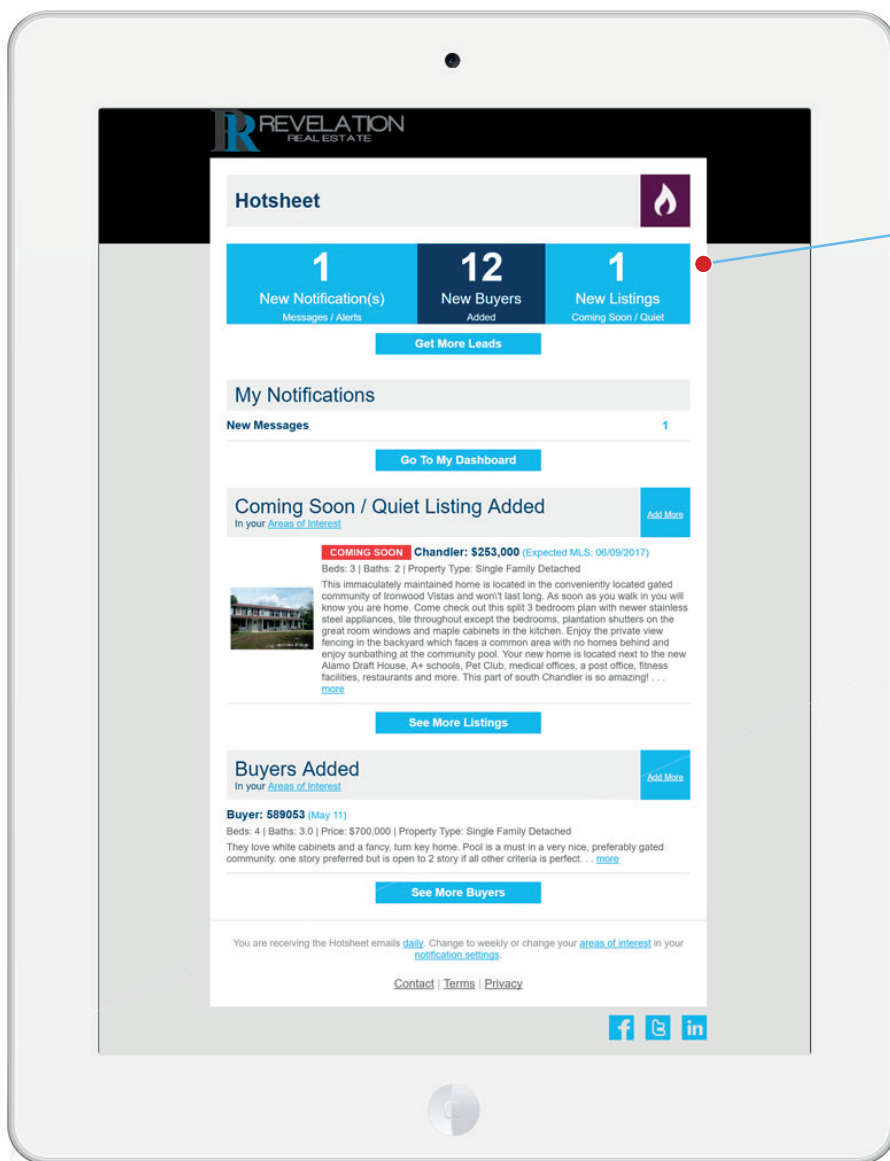 REVELATION
REAL ESTATE
Hotsheet
1
New Notification(s)
Messages / Alerts
12
New Buyers
Added
1
New Listings
Coming Soon / Quiet
Get More Leads
My Notifications
New Messages 1
Go To My Dashboard
Coming Soon / Quiet Listing Added
In your Areas of Interest
Add More
COMING SOON Chandler: $253,000 (Expected MLS: 06/09/2017)
Beds: 3 | Baths: 2 | Property Type: Single Family Detached
This immaculately maintained home is located in the conveniently located gated
community of Ironwood Vistas and won\'t last long. As soon as you walk in you will
know you are home. Come check out this split 3 bedroom plan with newer stainless
steel appliances, tile throughout except the bedrooms, plantation shutters on the
great room windows and maple cabinets in the kitchen. Enjoy the private view
fencing in the backyard which faces a common area with no homes behind and
enjoy sunbathing at the community pool. Your new home is located next to the new
Alamo Draft House, A+ schools, Pet Club, medical offices, a post office, fitness
facilities, restaurants and more. This part of south Chandler is so amazing! . . .
more
See More Listings
Buyers Added
In your Areas of Interest
Add More
Buyer: 589053 (May 11)
Beds: 4 | Baths: 3.0 | Price: $700,000 | Property Type: Single Family Detached
They love white cabinets and a fancy, turn key home. Pool is a must in a very nice, preferably gated
community. one story preferred but is open to 2 story if all other criteria is perfect. . . more
See More Buyers
You are receiving the Hotsheet emails daily. Change to weekly or change your areas of interest in your
notification settings.
Contact | Terms | Privacy